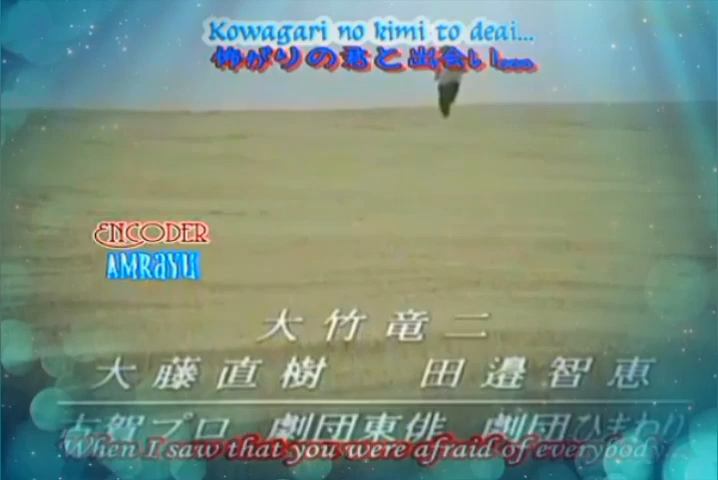 Kowagari no kimi to deai...
怖がりの君と出会い...
ENCODER
AMRAYU
大竹竜二
大藤直樹 田邉智恵
古賀プロ 劇団東俳 劇団ひまわり
When I saw that you were afraid of everybody...